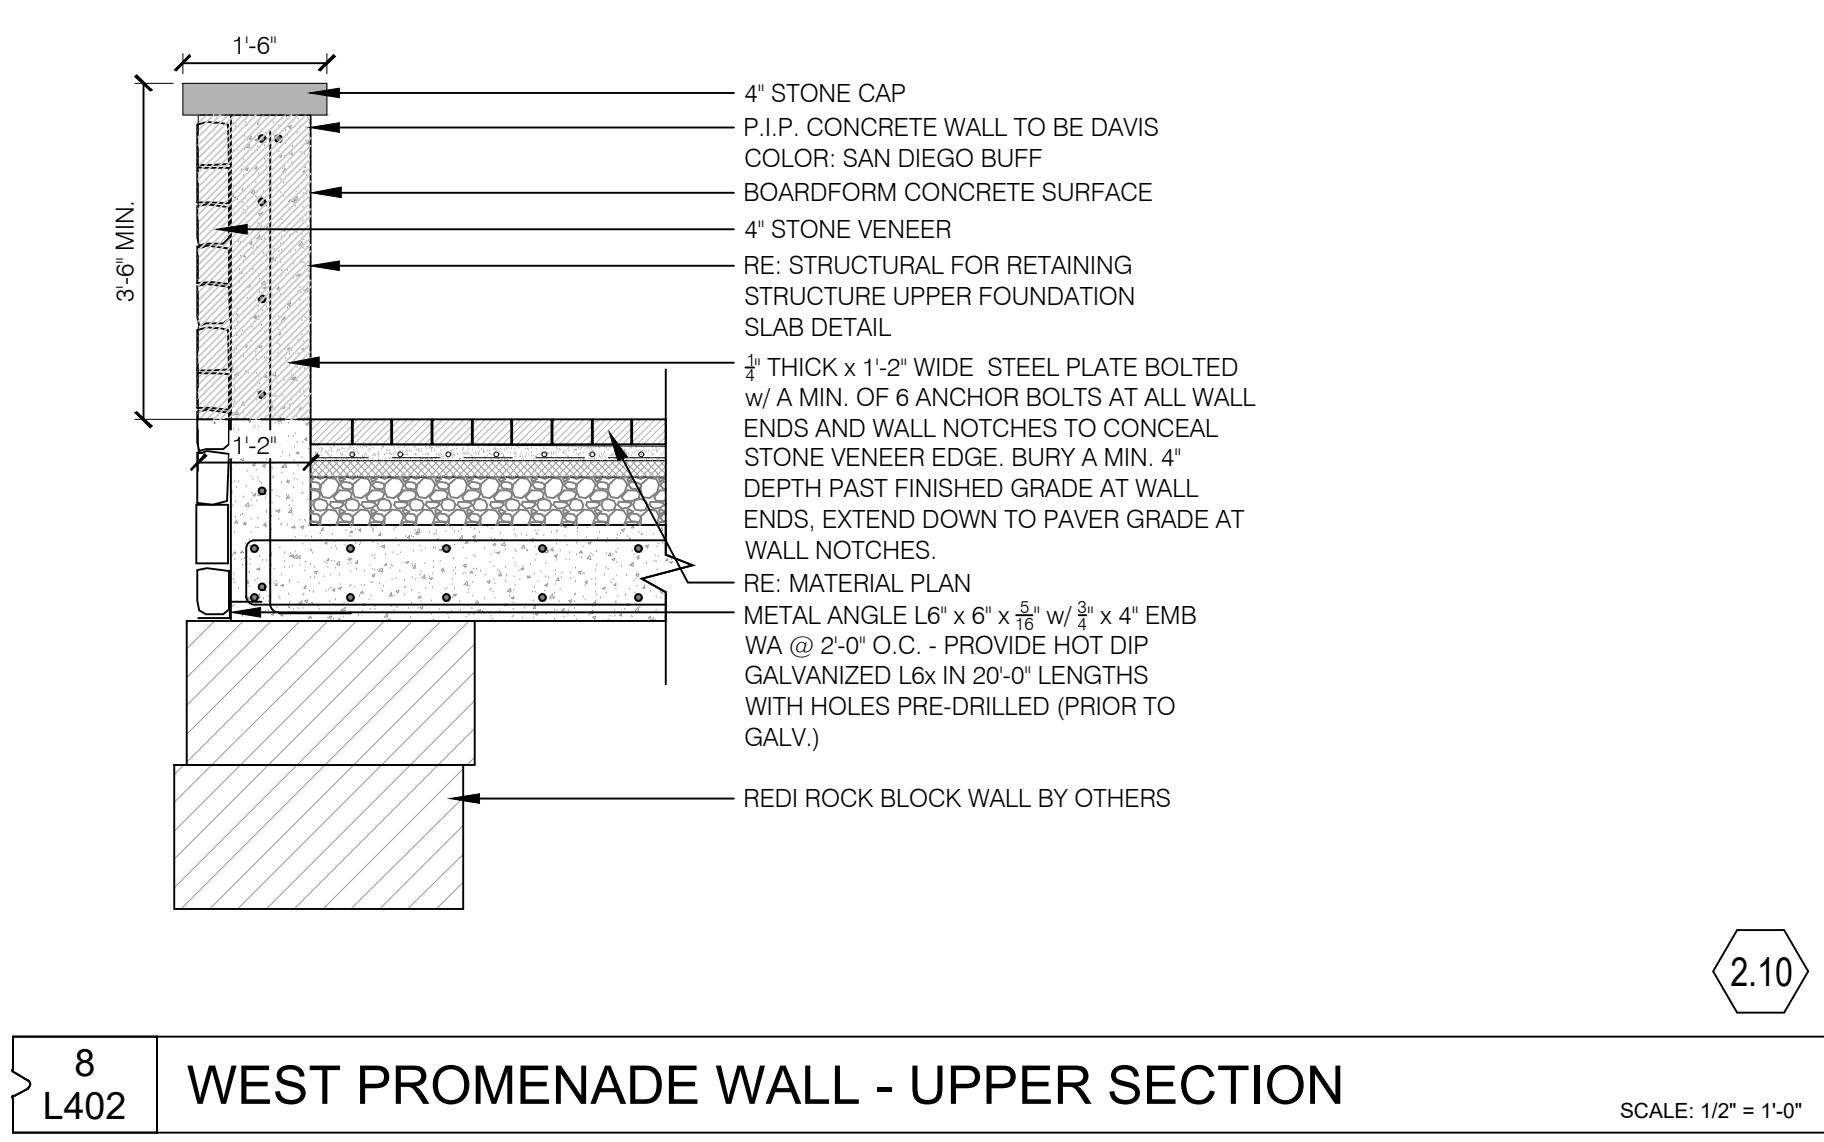 1'-6"
3'-6" MIN.
1'-2"
4" STONE CAP
P.I.P. CONCRETE WALL TO BE DAVIS
COLOR: SAN DIEGO BUFF
BOARDFORM CONCRETE SURFACE
4" STONE VENEER
RE: STRUCTURAL FOR RETAINING
STRUCTURE UPPER FOUNDATION
SLAB DETAIL
1/4" THICK x 1'-2" WIDE  STEEL PLATE BOLTED
w/ A MIN. OF 6 ANCHOR BOLTS AT ALL WALL
ENDS AND WALL NOTCHES TO CONCEAL
STONE VENEER EDGE. BURY A MIN. 4"
DEPTH PAST FINISHED GRADE AT WALL
ENDS, EXTEND DOWN TO PAVER GRADE AT
WALL NOTCHES.
RE: MATERIAL PLAN
METAL ANGLE L6" x 6" x 5/16" w/ 3/4" x 4" EMB
WA @ 2'-0" O.C. - PROVIDE HOT DIP
GALVANIZED L6x IN 20'-0" LENGTHS
WITH HOLES PRE-DRILLED (PRIOR TO
GALV.)
REDI ROCK BLOCK WALL BY OTHERS
2.10
8
L402
WEST PROMENADE WALL - UPPER SECTION
SCALE: 1/2" = 1'-0"